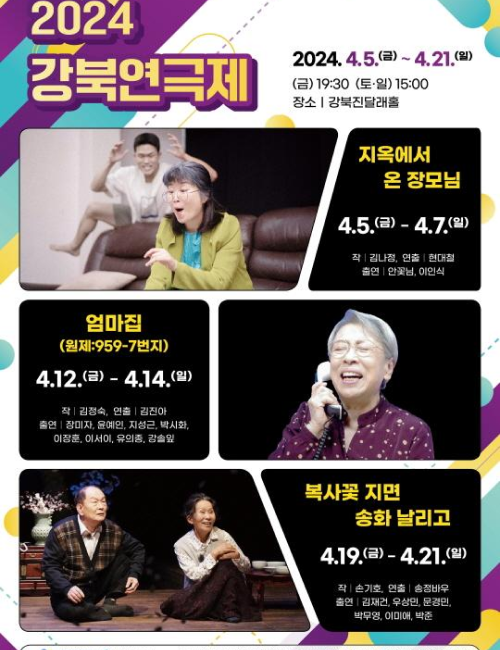 2024
강북연극제
2024. 4.5.(금) ~ 4.21.(일)
(금) 19:30 (토·일) 15:00
장소 | 강북진달래홀
지옥에서
온 장모님
4.5.(금) - 4.7.(일)
작 | 김나정, 연출 | 현대철
출연 | 안꽃님, 이인식
엄마집
(원제:959-7번지)
4.12.(금) - 4.14.(일)
작 | 김정숙, 연출 | 김진아
출연 | 장미자, 윤예인, 지성근, 박시화,
이장훈, 이서이, 유의종, 강솔잎
복사꽃 지면
송화 날리고
4.19.(금) - 4.21.(일)
작 | 손기호, 연출 | 송정바우
출연 | 김재건, 우상민, 문경민,
박무영, 이미애, 박준